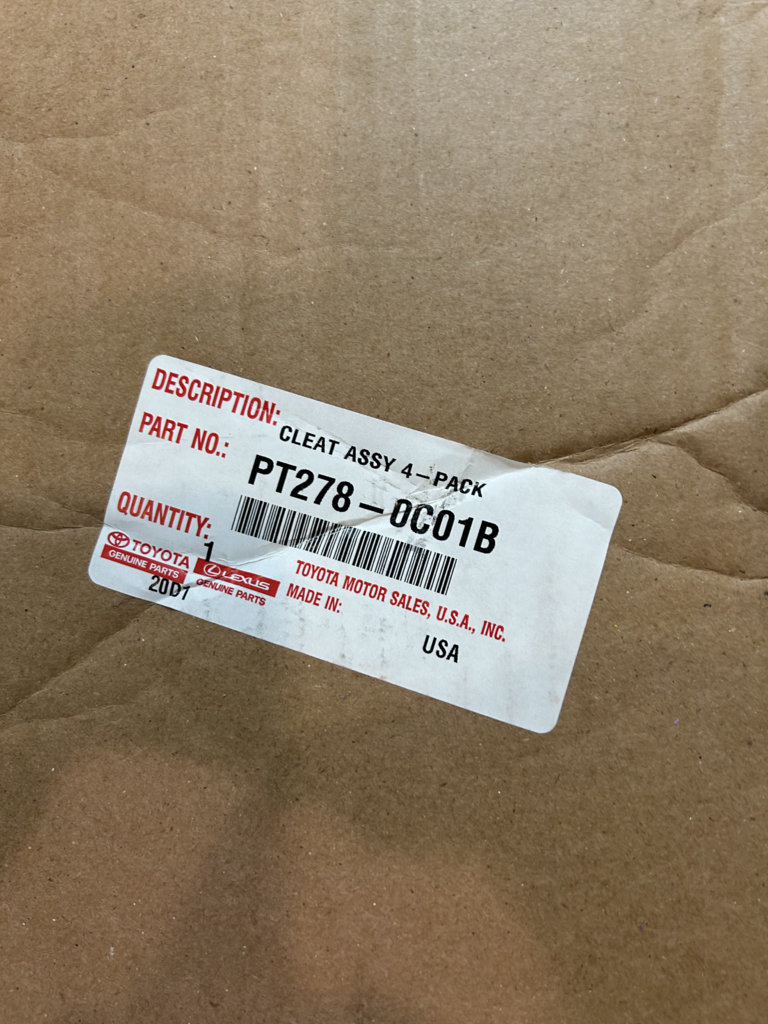 DESCRIPTION:
CLEAT ASSY 4-PACK
PART NO.:
PT278-0C01B
QUANTITY:
1
TOYOTA
GENUINE PARTS
LEXUS
GENUINE PARTS
20D1
TOYOTA MOTOR SALES, U.S.A., INC.
MADE IN:
USA